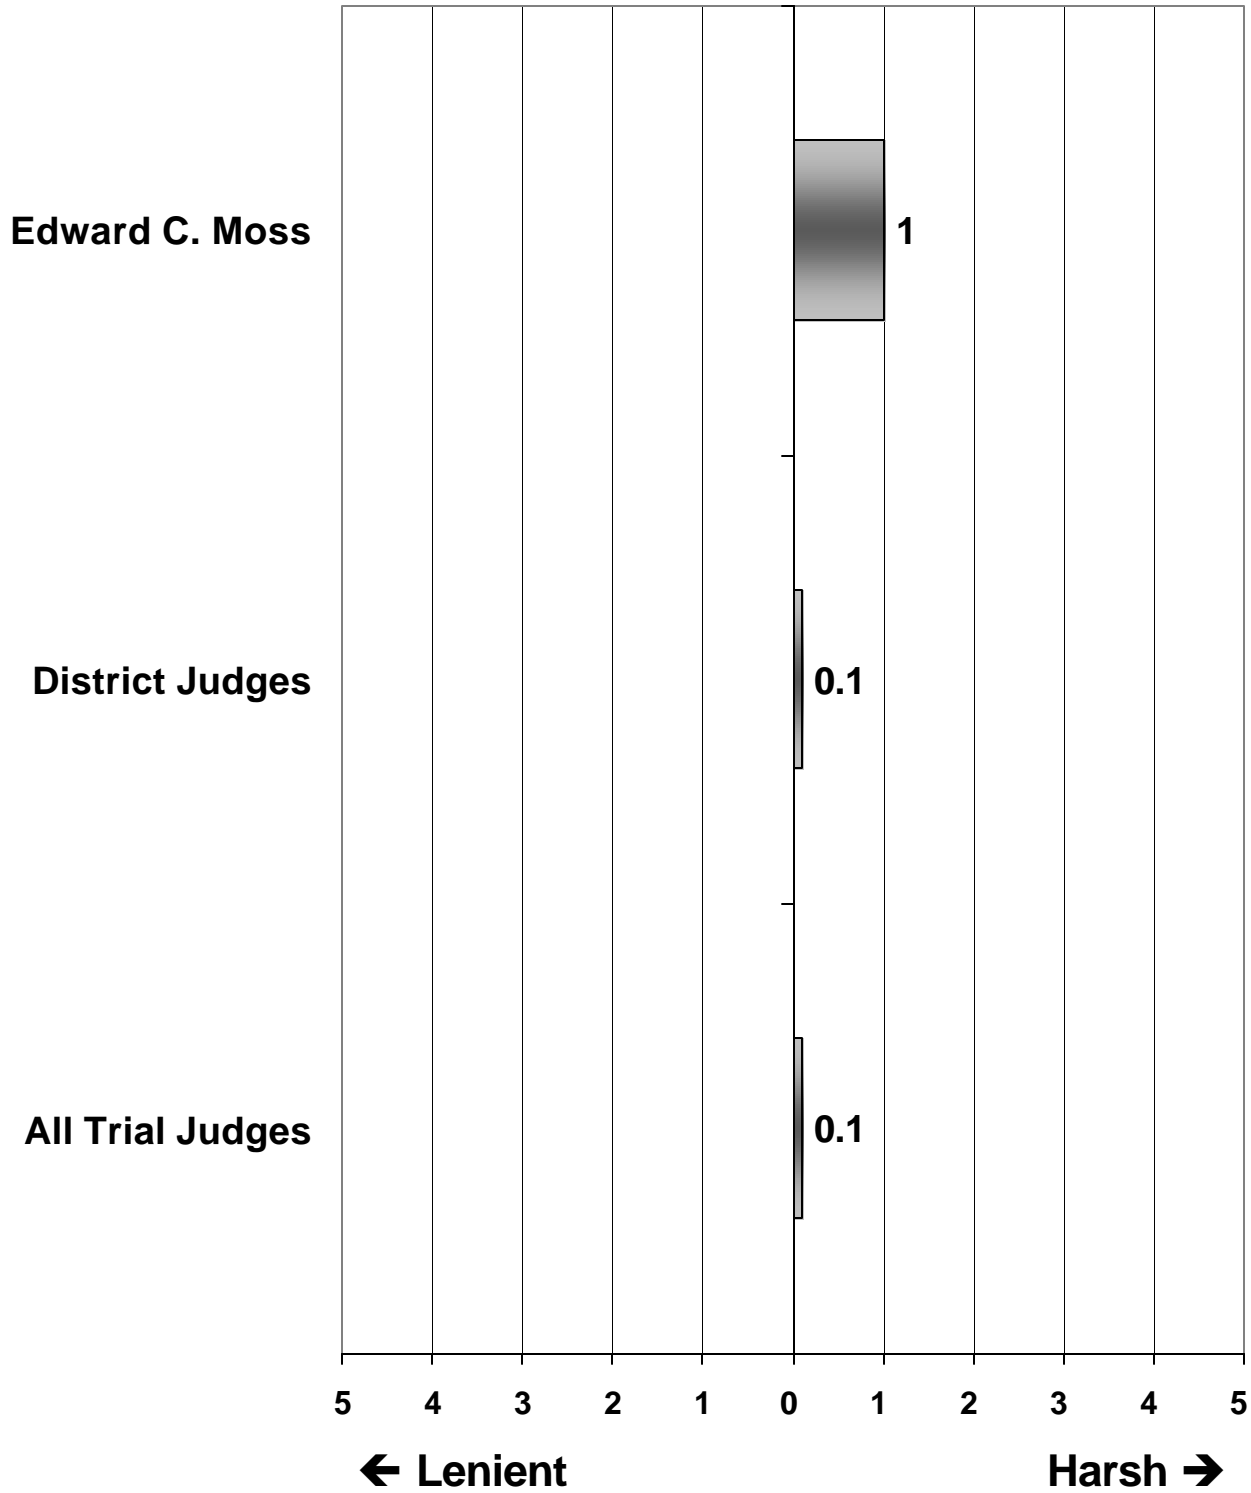 Edward C. Moss
1
District Judges
0.1
All Trial Judges
0.1
5 4 3 2 1 0 1 2 3 4 5
← Lenient Harsh →